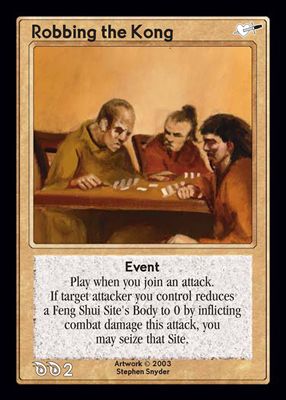 Robbing the Kong
Event
Play when you join an attack.
If target attacker you control reduces
a Feng Shui Site's Body to 0 by inflicting
combat damage this attack, you
may seize that Site.
2
Artwork © 2003
Stephen Snyder